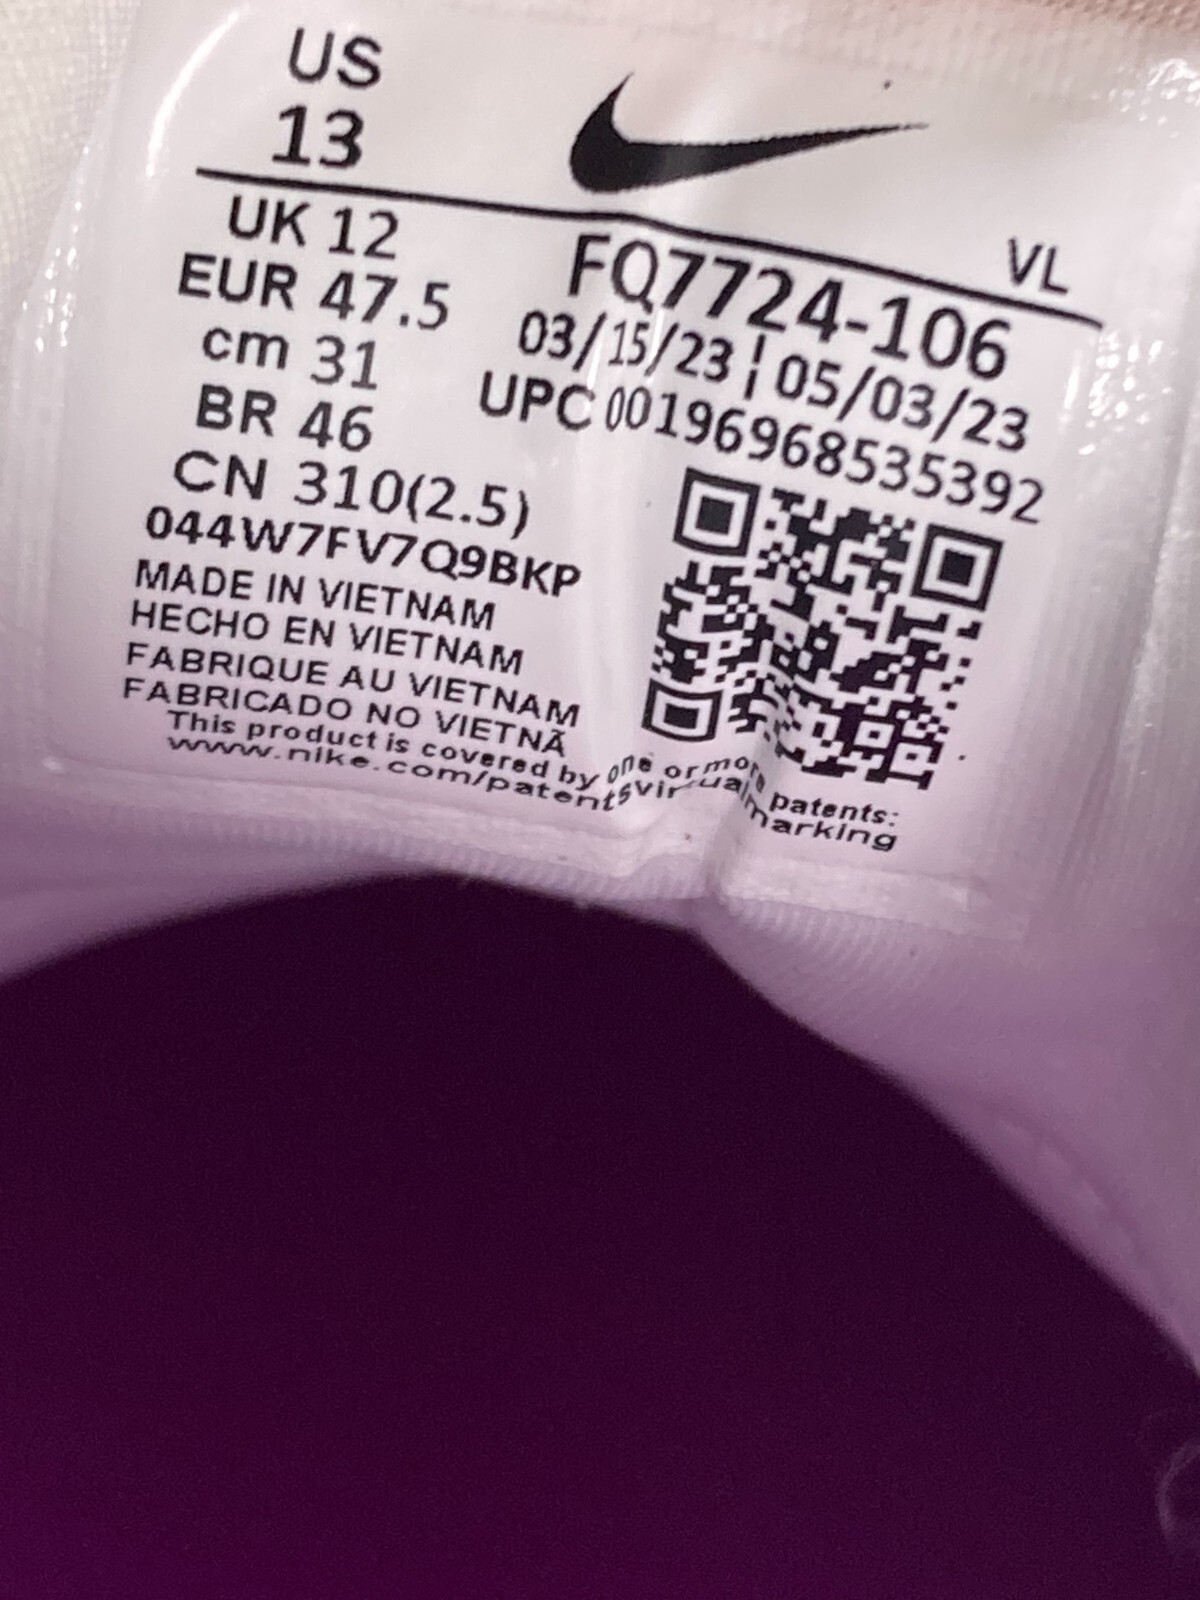 US
13
UK 12
EUR 47.5
cm 31
BR 46
CN 310(2.5)
044W7FV7Q9BKP
MADE IN VIETNAM
HECHO EN VIETNAM
FABRIQUE AU VIETNAM
FABRICADO NO VIETNÃ
VL
FQ7724-106
03/15/23 ¦ 05/03/23
UPC 00196968535392
This product is covered by one or more patents:
www.nike.com/patentsvirtualmarking